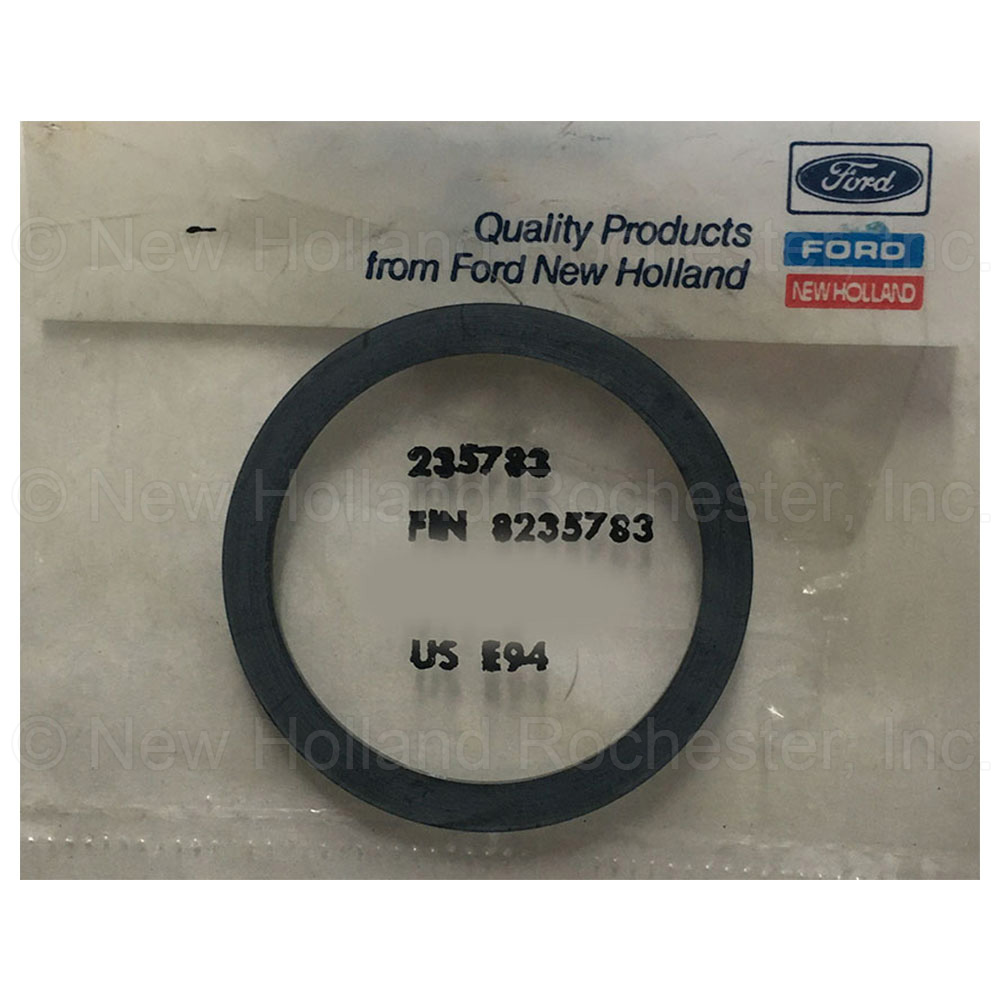 Ford
Quality Products
from Ford New Holland
FORD
NEW HOLLAND
© New Holland Rochester, Inc.
235783
© New Holland Rochester, Inc.
FIN 8235783
US E94
© New Holland Rochester, Inc.